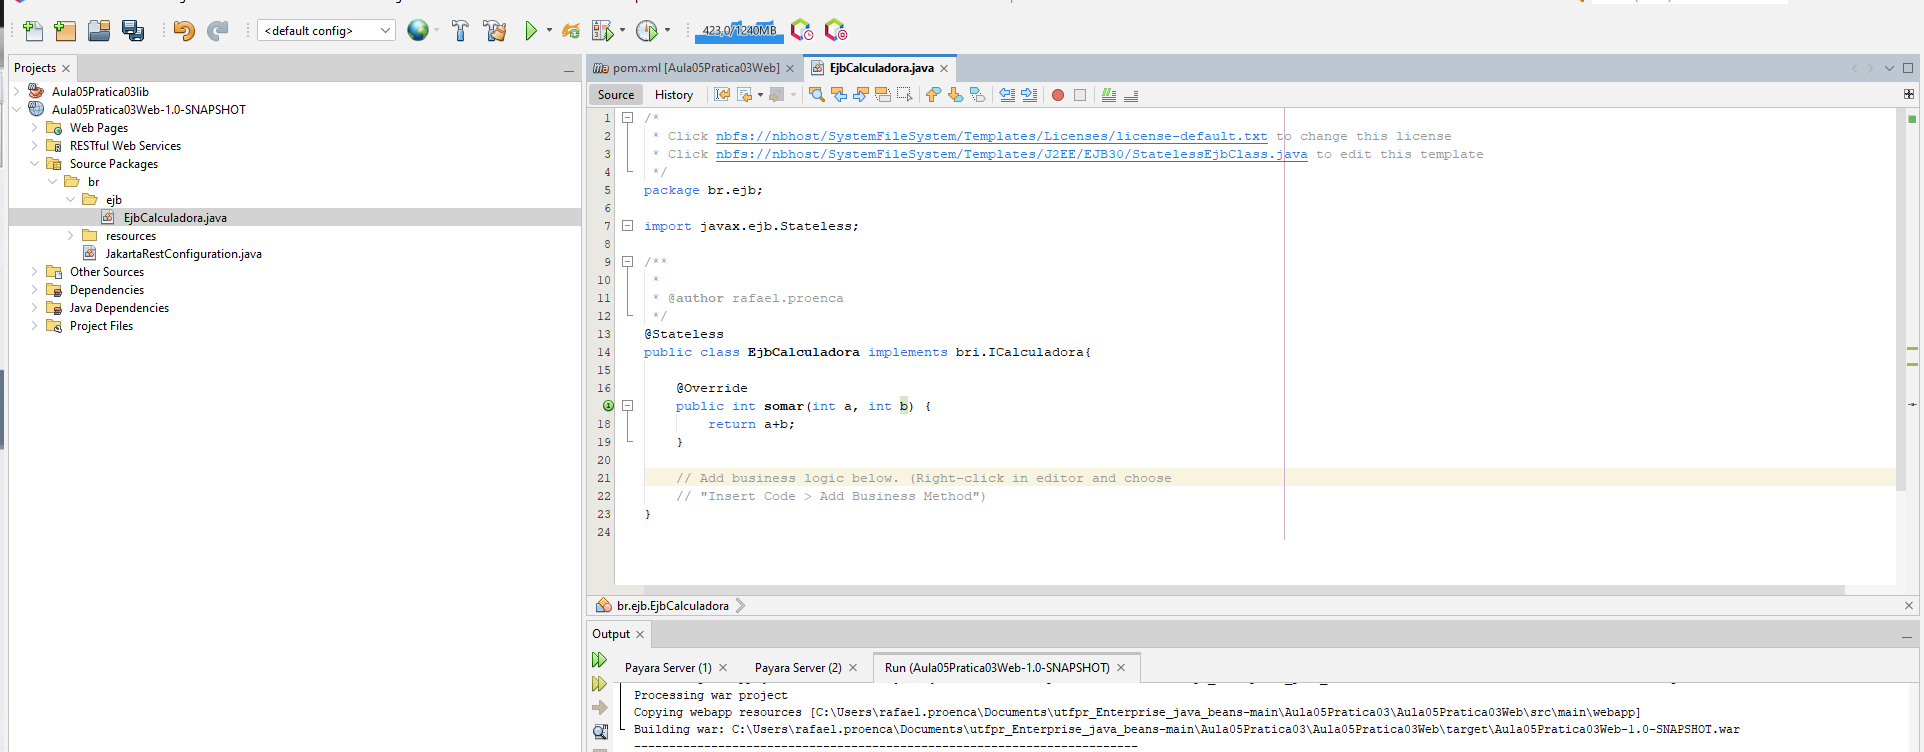 <default config>
423,0/1240MB
Projects
Aula05Pratica03lib
Aula05Pratica03Web-1.0-SNAPSHOT
Web Pages
RESTful Web Services
Source Packages
br
ejb
EjbCalculadora.java
resources
JakartaRestConfiguration.java
Other Sources
Dependencies
Java Dependencies
Project Files
pom.xml [Aula05Pratica03Web]
EjbCalculadora.java
Source History
1 /*
2 * Click nbfs://nbhost/SystemFileSystem/Templates/Licenses/license-default.txt to change this license
3 * Click nbfs://nbhost/SystemFileSystem/Templates/J2EE/EJB30/StatelessEjbClass.java to edit this template
4 */
5 package br.ejb;
6
7 import javax.ejb.Stateless;
8
9 /**
10 *
11 * @author rafael.proenca
12 */
13 @Stateless
14 public class EjbCalculadora implements bri.ICalculadora{
15
16 @Override
public int somar(int a, int b) {
18 return a+b;
19 }
20
21 // Add business logic below. (Right-click in editor and choose
22 // "Insert Code > Add Business Method")
23 }
24
br.ejb.EjbCalculadora
Output
Payara Server (1)
Payara Server (2)
Run (Aula05Pratica03Web-1.0-SNAPSHOT)
Processing war project
Copying webapp resources [C:\Users\rafael.proenca\Documents\utfpr_Enterprise_java_beans-main\Aula05Pratica03\Aula05Pratica03Web\src\main\webapp]
Building war: C:\Users\rafael.proenca\Documents\utfpr_Enterprise_java_beans-main\Aula05Pratica03\Aula05Pratica03Web\target\Aula05Pratica03Web-1.0-SNAPSHOT.war
------------------------------------------------------------------------